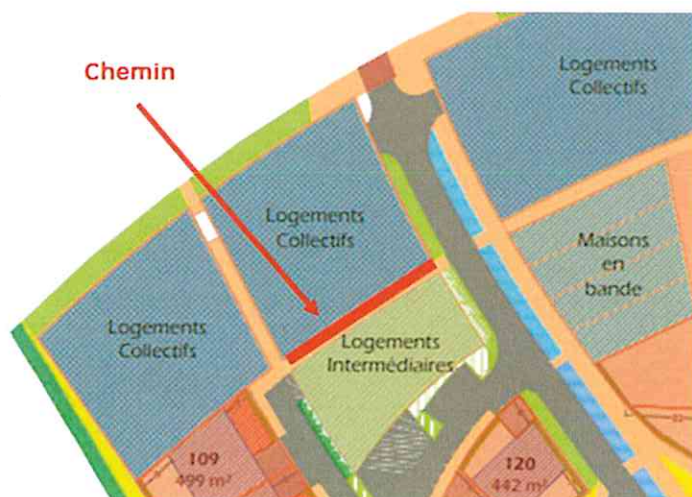 Chemin
Logements
Collectifs
Logements
Collectifs
Maisons
en
bande
Logements
Collectifs
Logements
Intermédiaires
109
499 m²
120
442 m²